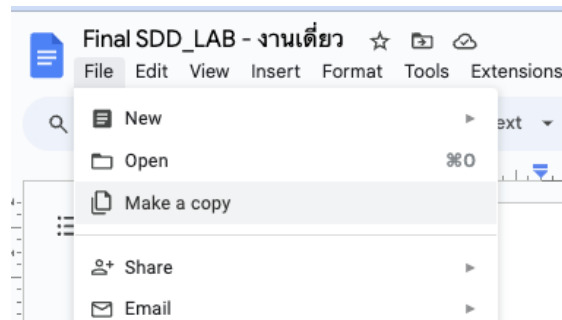 Final SDD_LAB - งานเดี่ยว
File Edit View Insert Format Tools Extensions
New
ext
Open ⌘O
Make a copy
Share
Email